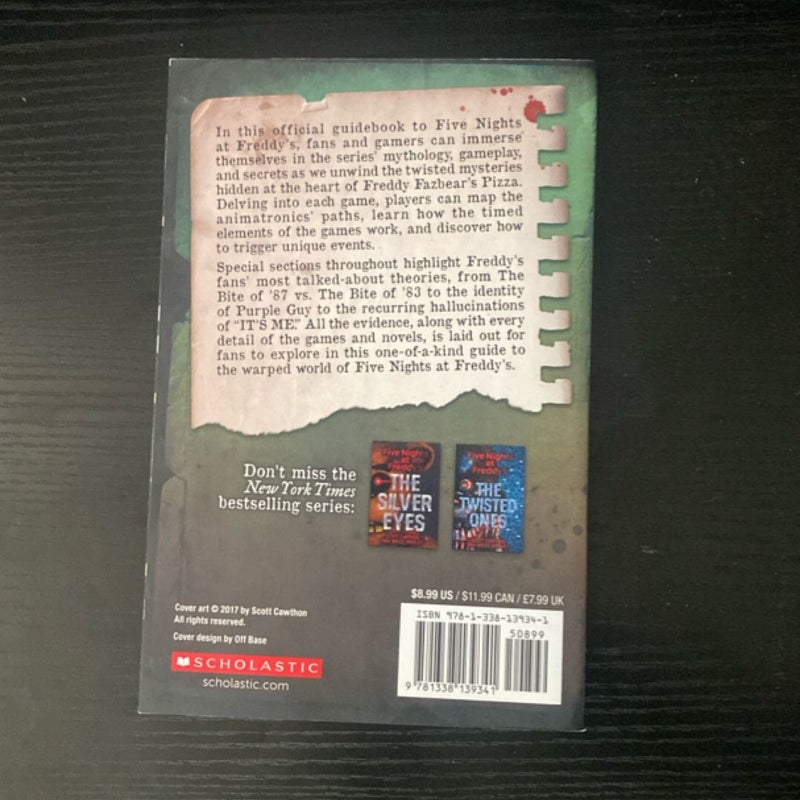 In this official guidebook to Five Nights
at Freddy's, fans and gamers can immerse
themselves in the series' mythology, gameplay,
and secrets as we unwind the twisted mysteries
hidden at the heart of Freddy Fazbear's Pizza.
Delving into each game, players can map the
animatronics' paths, learn how the timed
elements of the games work, and discover how
to trigger unique events.
Special sections throughout highlight Freddy's
fans' most talked-about theories, from The
Bite of '87 vs. The Bite of '83 to the identity
of Purple Guy to the recurring hallucinations
of "IT'S ME." All the evidence, along with every
detail of the games and novels, is laid out for
fans to explore in this one-of-a-kind guide to
the warped world of Five Nights at Freddy's.
Don't miss the
New York Times
bestselling series:
Five Nights
at
Freddy's
THE
SILVER
EYES
Five Nights
at
Freddy's
THE
TWISTED
ONES
$8.99 US / $11.99 CAN / £7.99 UK
Cover art © 2017 by Scott Cawthon
All rights reserved.
Cover design by Off Base
SCHOLASTIC
scholastic.com
ISBN 978-1-338-13934-1
50899
9 781338 139341